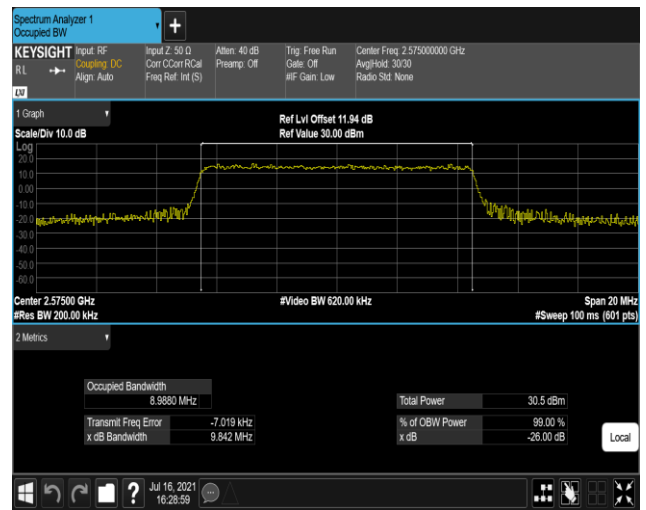 Spectrum Analyzer 1
Occupied BW
KEYSIGHT Input: RF Input Z: 50 Ω Atten: 40 dB Trig: Free Run Center Freq: 2.575000000 GHz
RL Coupling: DC Corr CCorr RCal Preamp: Off Gate: Off Avg|Hold: 30/30
Align: Auto Freq Ref: Int (S) #IF Gain: Low Radio Std: None
LXI
1 Graph
Scale/Div 10.0 dB
Ref Lvl Offset 11.94 dB
Ref Value 30.00 dBm
Log
20.0
10.0
0.00
-10.0
-20.0
-30.0
-40.0
-50.0
-60.0
Center 2.57500 GHz #Video BW 620.00 kHz Span 20 MHz
#Res BW 200.00 kHz #Sweep 100 ms (601 pts)
2 Metrics
Occupied Bandwidth
8.9880 MHz Total Power 30.5 dBm
Transmit Freq Error -7.019 kHz % of OBW Power 99.00 %
x dB Bandwidth 9.842 MHz x dB -26.00 dB
Local
? Jul 16, 2021
16:28:59